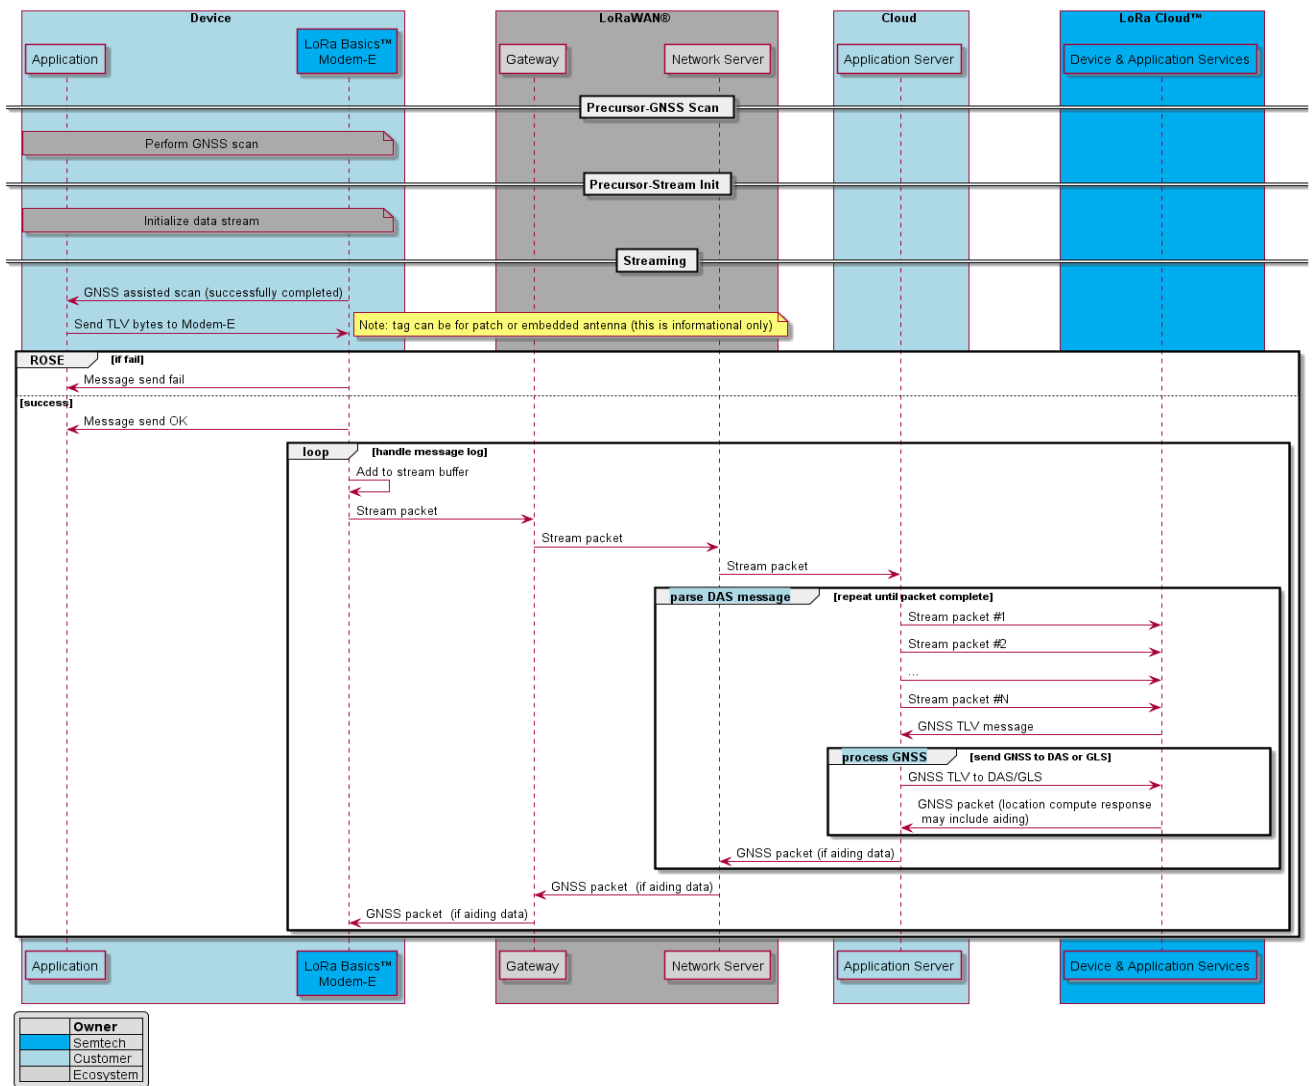 Device
LoRaWAN®
Cloud
LoRa Cloud™
Application
LoRa Basics™
Modem-E
Gateway
Network Server
Application Server
Device & Application Services
Precursor-GNSS Scan
Perform GNSS scan
Precursor-Stream Init
Initialize data stream
Streaming
GNSS assisted scan (successfully completed)
Send TLV bytes to Modem-E
Note: tag can be for patch or embedded antenna (this is informational only)
ROSE
[if fail]
Message send fail
[success]
Message send OK
loop
[handle message log]
Add to stream buffer
Stream packet
Stream packet
Stream packet
parse DAS message
[repeat until packet complete]
Stream packet #1
Stream packet #2
...
Stream packet #N
GNSS TLV message
process GNSS
[send GNSS to DAS or GLS]
GNSS TLV to DAS/GLS
GNSS packet (location compute response
may include aiding)
GNSS packet (if aiding data)
GNSS packet  (if aiding data)
GNSS packet  (if aiding data)
Application
LoRa Basics™
Modem-E
Gateway
Network Server
Application Server
Device & Application Services
Owner
Semtech
Customer
Ecosystem